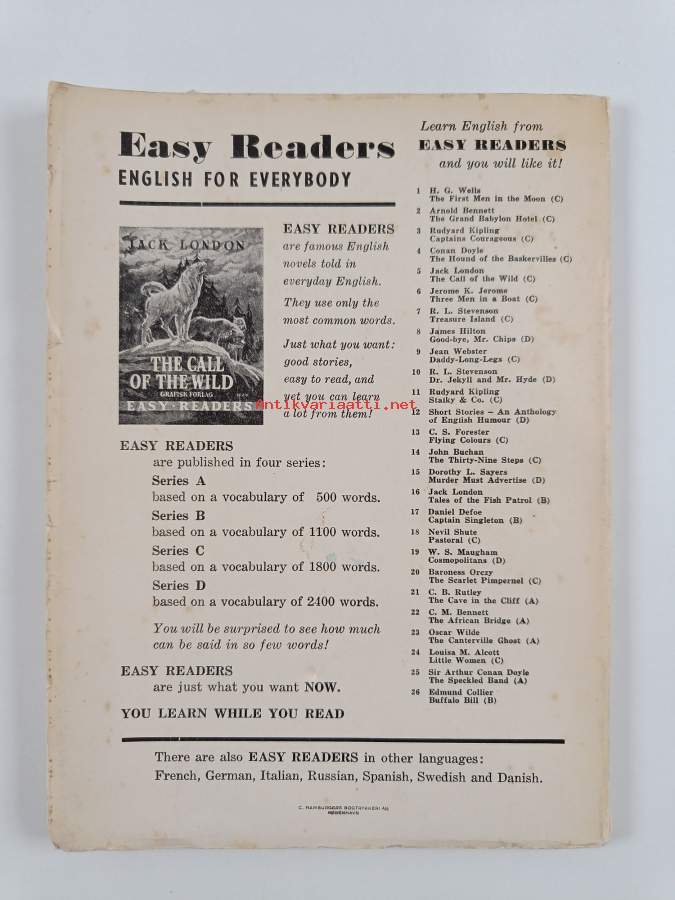 Easy Readers
ENGLISH FOR EVERYBODY
JACK LONDON
THE CALL
OF THE WILD
GRAFISK FORLAG
EASY-READERS
EASY READERS
are famous English
novels told in
everyday English.
They use only the
most common words.
Just what you want:
good stories,
easy to read, and
yet you can learn
a lot from them!
Antikvariaatti.net
EASY READERS
are published in four series:
Series A
based on a vocabulary of 500 words.
Series B
based on a vocabulary of 1100 words.
Series C
based on a vocabulary of 1800 words.
Series D
based on a vocabulary of 2400 words.
You will be surprised to see how much
can be said in so few words!
EASY READERS
are just what you want NOW.
YOU LEARN WHILE YOU READ
Learn English from
EASY READERS
and you will like it!
1 H. G. Wells
The First Men in the Moon (C)
2 Arnold Bennett
The Grand Babylon Hotel (C)
3 Rudyard Kipling
Captains Courageous (C)
4 Conan Doyle
The Hound of the Baskervilles (C)
5 Jack London
The Call of the Wild (C)
6 Jerome K. Jerome
Three Men in a Boat (C)
7 R. L. Stevenson
Treasure Island (C)
8 James Hilton
Good-bye, Mr. Chips (D)
9 Jean Webster
Daddy-Long-Legs (C)
10 R. L. Stevenson
Dr. Jekyll and Mr. Hyde (D)
11 Rudyard Kipling
Stalky & Co. (C)
12 Short Stories – An Anthology
of English Humour (D)
13 C. S. Forester
Flying Colours (C)
14 John Buchan
The Thirty-Nine Steps (C)
15 Dorothy L. Sayers
Murder Must Advertise (D)
16 Jack London
Tales of the Fish Patrol (B)
17 Daniel Defoe
Captain Singleton (B)
18 Nevil Shute
Pastoral (C)
19 W. S. Maugham
Cosmopolitans (D)
20 Baroness Orczy
The Scarlet Pimpernel (C)
21 C. B. Rutley
The Cave in the Cliff (A)
22 C. M. Bennett
The African Bridge (A)
23 Oscar Wilde
The Canterville Ghost (A)
24 Louisa M. Alcott
Little Women (C)
25 Sir Arthur Conan Doyle
The Speckled Band (A)
26 Edmund Collier
Buffalo Bill (B)
There are also EASY READERS in other languages:
French, German, Italian, Russian, Spanish, Swedish and Danish.
C. HAMBURGERS BOGTRYKKERI A/S
KØBENHAVN